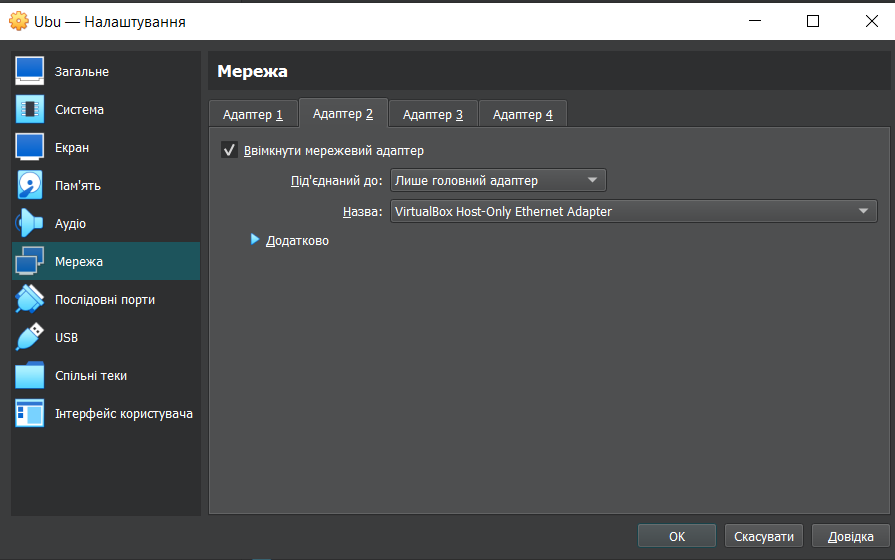 Ubu — Налаштування
Загальне
Система
Екран
Пам'ять
Аудіо
Мережа
Послідовні порти
USB
Спільні теки
Інтерфейс користувача
Мережа
Адаптер 1
Адаптер 2
Адаптер 3
Адаптер 4
Ввімкнути мережевий адаптер
Під'єднаний до: Лише головний адаптер
Назва: VirtualBox Host-Only Ethernet Adapter
Додатково
ОК
Скасувати
Довідка